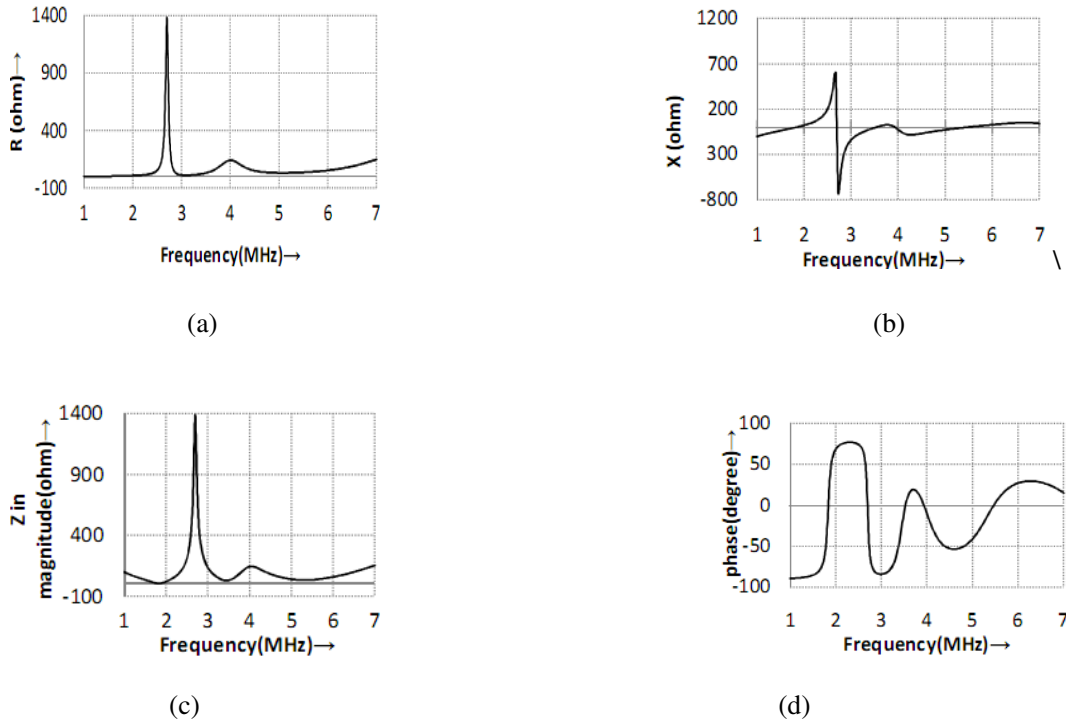 R (ohm)→
1400
900
400
-100
1 2 3 4 5 6 7
Frequency(MHz)→
(a)
X (ohm)
1200
700
200
300
-800
1 2 3 4 5 6 7
Frequency(MHz)→
\
(b)
Z in
magnitude(ohm)→
1400
900
400
-100
1 2 3 4 5 6 7
Frequency(MHz)→
(c)
phase(degree)→
100
50
0
-50
-100
1 2 3 4 5 6 7
Frequency(MHz)→
(d)